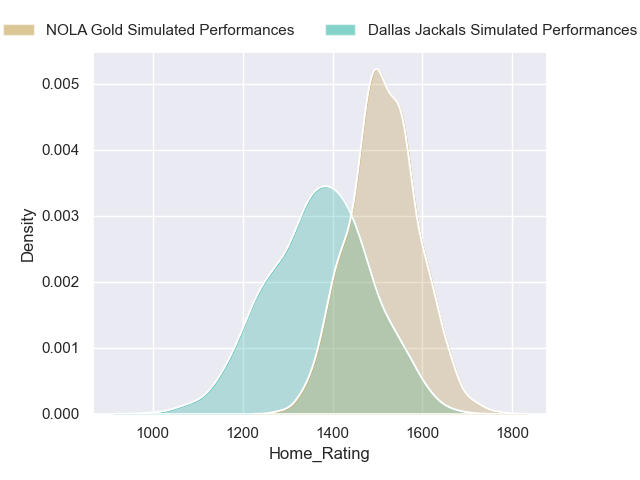 NOLA Gold Simulated Performances Dallas Jackals Simulated Performances
0.005
0.004
0.003
0.002
0.001
0.000
Density
1000 1200 1400 1600 1800
Home_Rating